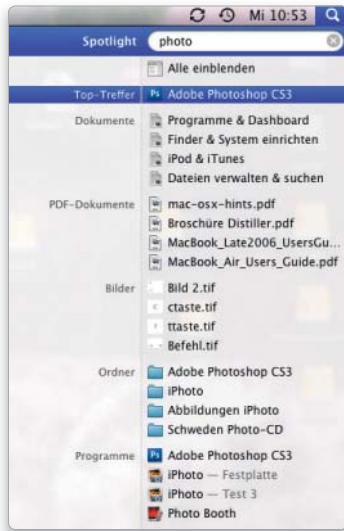 Mi 10:53
Spotlight photo
Alle einblenden
Top-Treffer Ps Adobe Photoshop CS3
Dokumente Programme & Dashboard
Finder & System einrichten
iPod & iTunes
Dateien verwalten & suchen
PDF-Dokumente mac-osx-hints.pdf
Broschüre Distiller.pdf
MacBook_Late2006_UsersGu...
MacBook_Air_Users_Guide.pdf
Bilder Bild 2.tif
ctaste.tif
ttaste.tif
Befehl.tif
Ordner Adobe Photoshop CS3
iPhoto
Abbildungen iPhoto
Schweden Photo-CD
Programme Ps Adobe Photoshop CS3
iPhoto — Festplatte
iPhoto — Test 3
Photo Booth